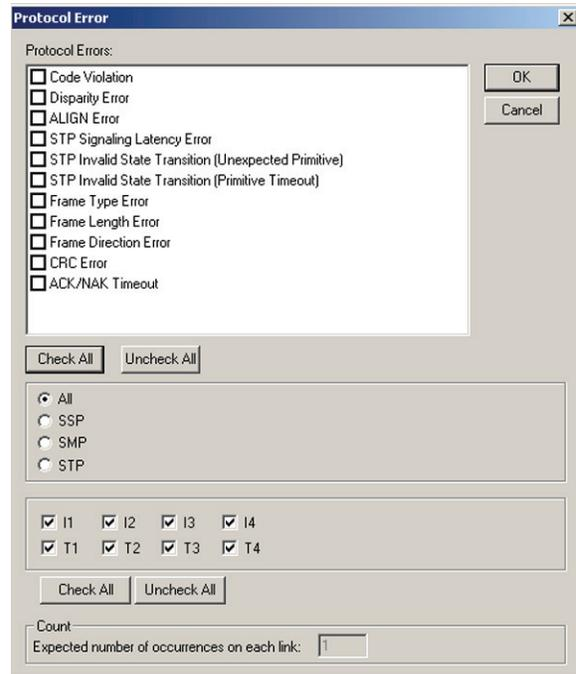 Protocol Error
Protocol Errors:
Code Violation
Disparity Error
ALIGN Error
STP Signaling Latency Error
STP Invalid State Transition (Unexpected Primitive)
STP Invalid State Transition (Primitive Timeout)
Frame Type Error
Frame Length Error
Frame Direction Error
CRC Error
ACK/NAK Timeout
OK
Cancel
Check All Uncheck All
All
SSP
SMP
STP
I1 I2 I3 I4
T1 T2 T3 T4
Check All Uncheck All
Count
Expected number of occurrences on each link: 1